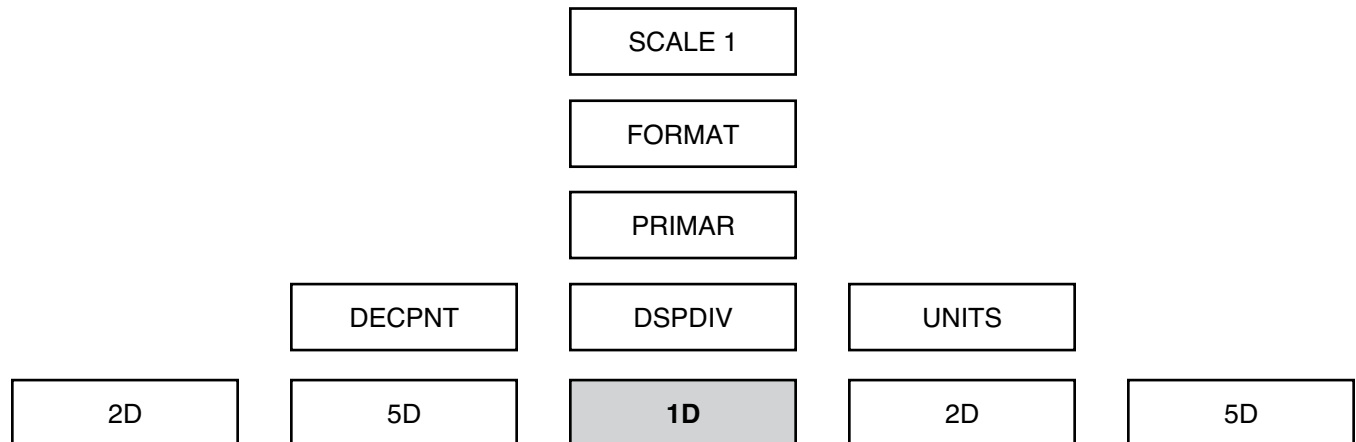 SCALE 1
FORMAT
PRIMAR
DECPNT DSPDIV UNITS
2D 5D 1D 2D 5D